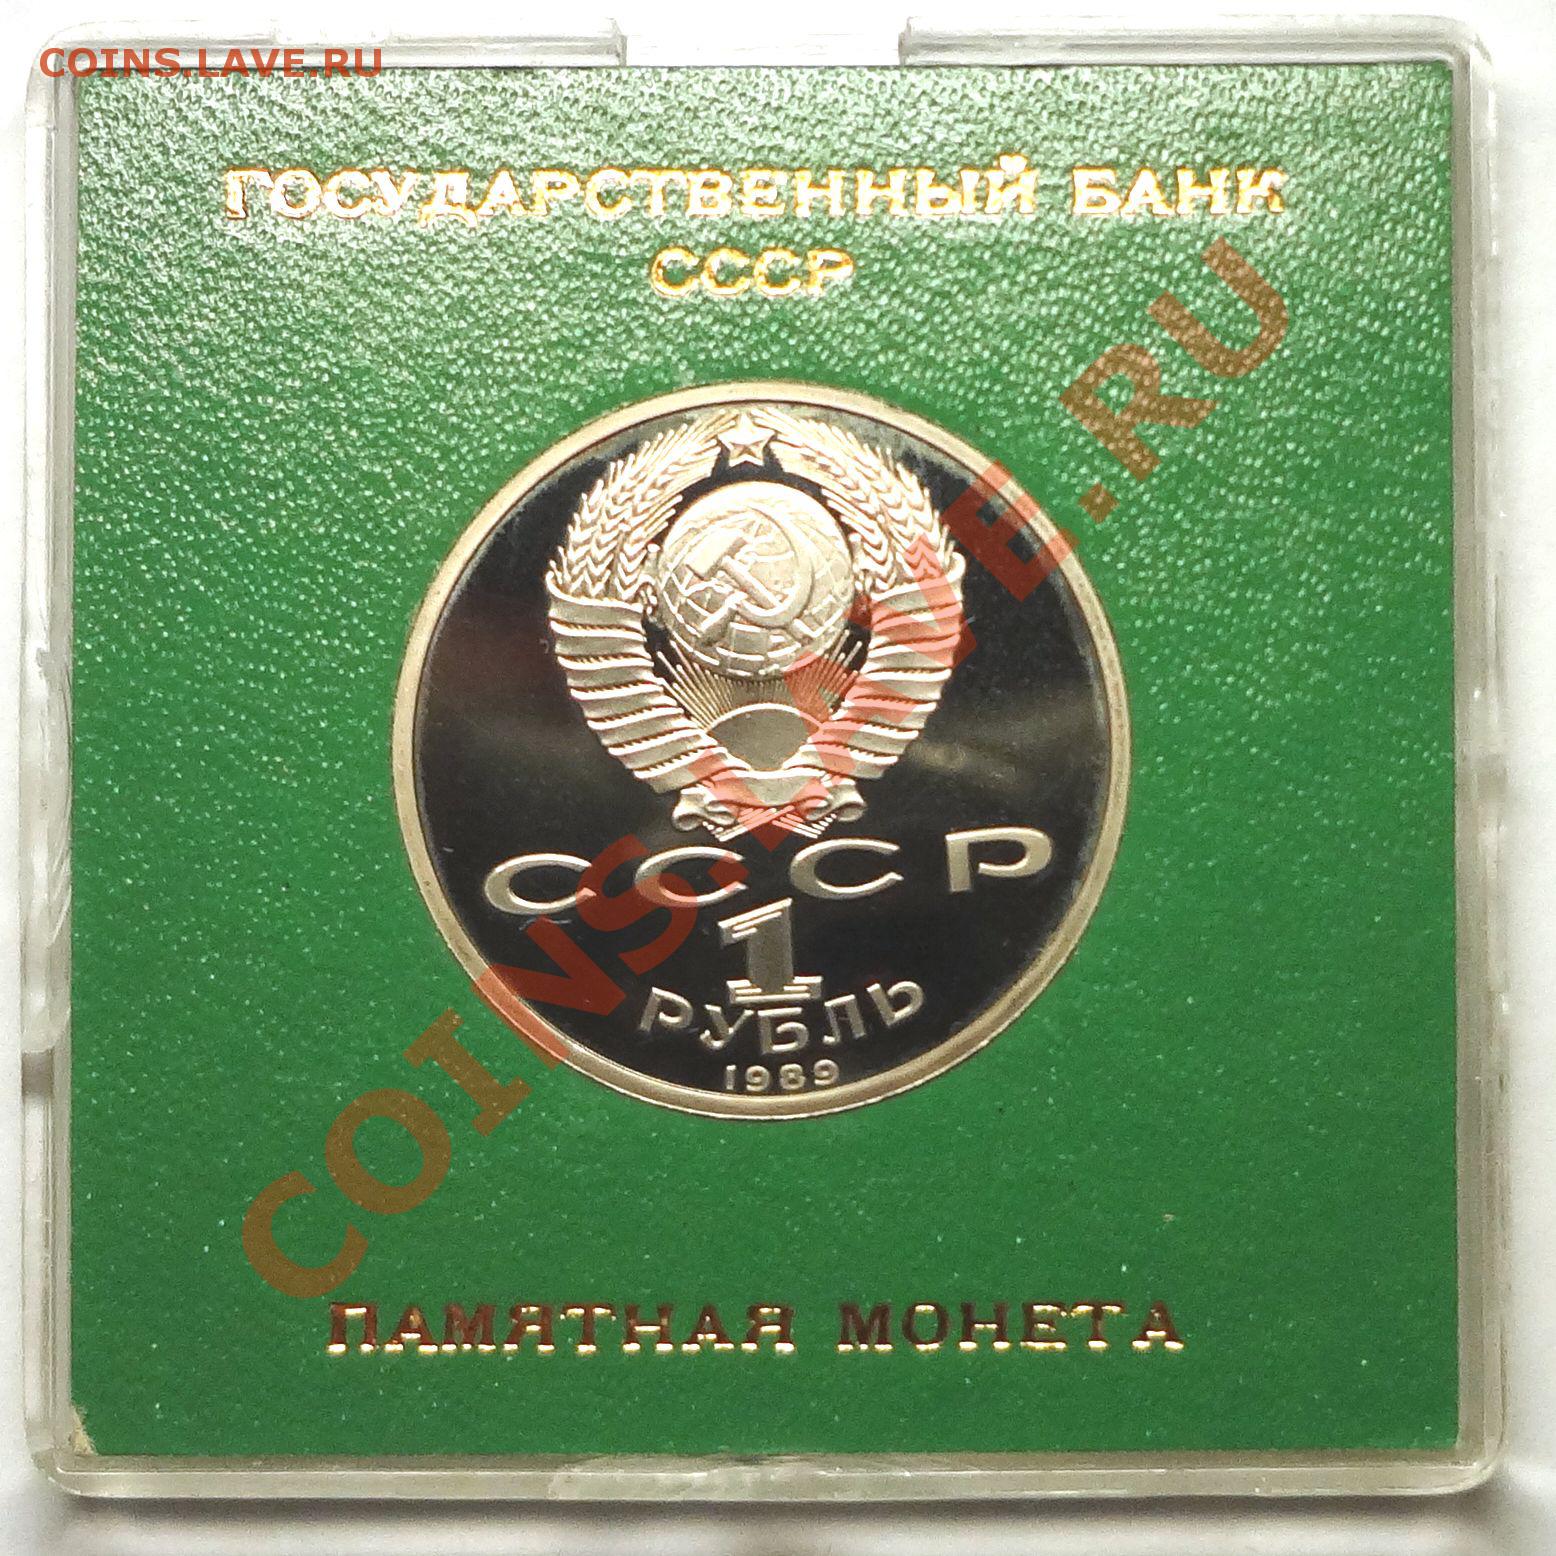 COINS.LAVE.RU
ГОСУДАРСТВЕННЫЙ БАНК
СССР
COINS.LAVE.RU
СССР
1
РУБЛЬ
1989
ПАМЯТНАЯ МОНЕТА